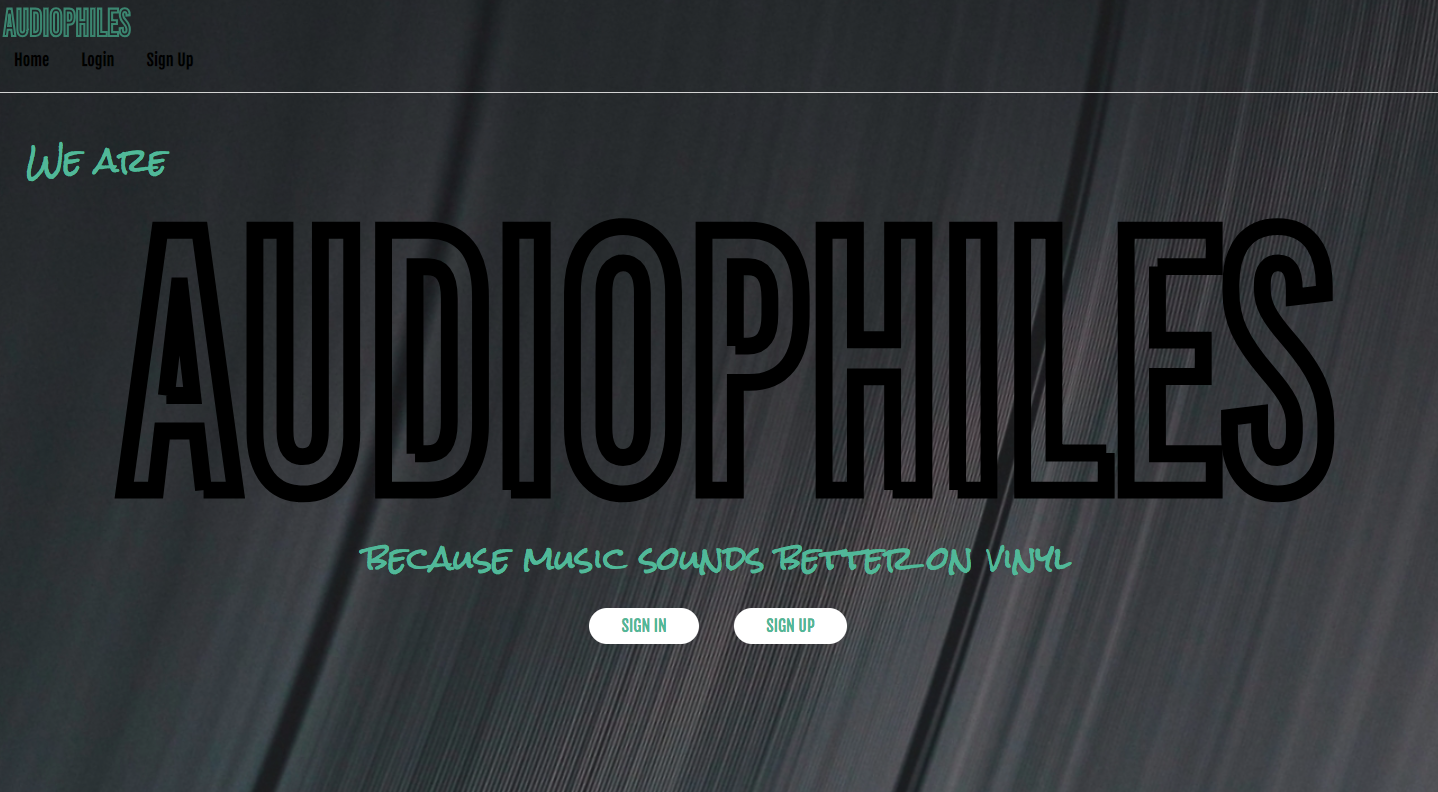 AUDIOPHILES
Home Login Sign Up
We are
AUDIOPHILES
Because music sounds better on vinyl
SIGN IN SIGN UP